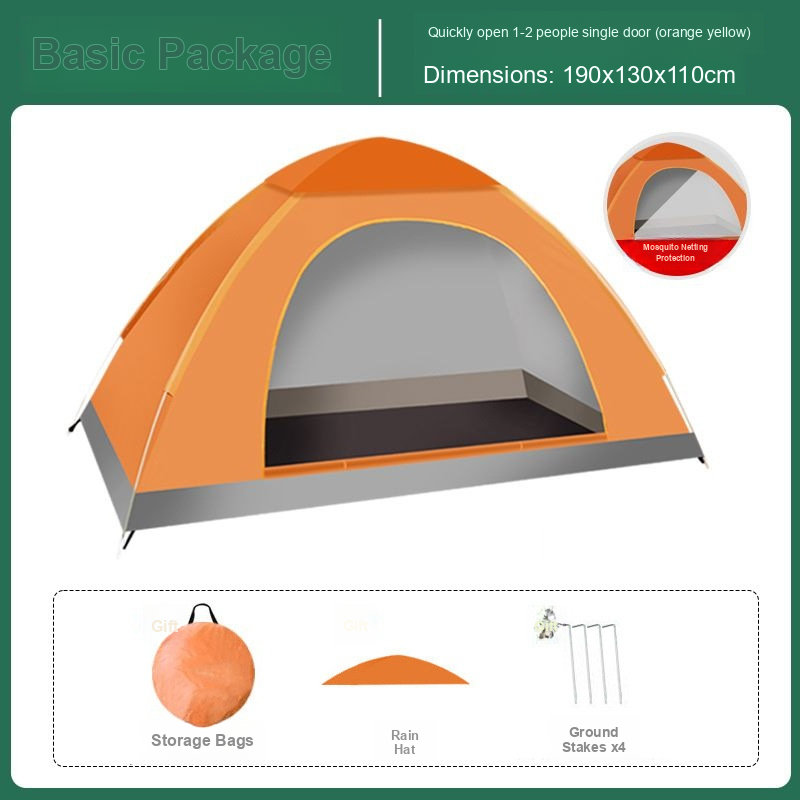 Basic Package
Quickly open 1-2 people single door (orange yellow)
Dimensions: 190x130x110cm
Mosquito Netting
Protection
Gift
Gift
Storage Bags
Rain
Hat
Ground
Stakes x4